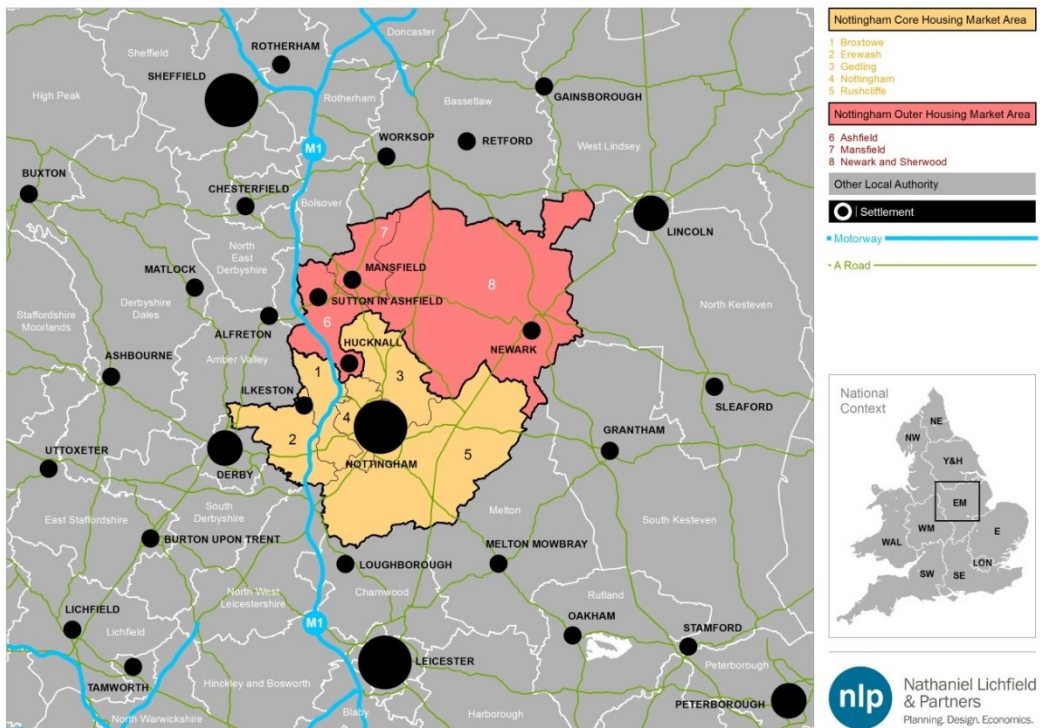 Doncaster
Sheffield
ROTHERHAM
SHEFFIELD
High Peak
Rotherham
Bassetlaw
GAINSBOROUGH
WORKSOP
RETFORD
M1
West Lindsey
BUXTON
CHESTERFIELD
Bolsover
LINCOLN
7
North
East
Derbyshire
MATLOCK
MANSFIELD
8
SUTTON IN ASHFIELD
North Kesteven
Derbyshire
Dales
Staffordshire
Moorlands
6
ALFRETON
HUCKNALL
NEWARK
ASHBOURNE
Amber Valley
1
3
ILKESTON
SLEAFORD
4
2
GRANTHAM
UTTOXETER
5
NOTTINGHAM
DERBY
South
Derbyshire
East Staffordshire
Melton
South Kesteven
BURTON UPON TRENT
MELTON MOWBRAY
LOUGHBOROUGH
North West
Leicestershire
Charnwood
Rutland
LICHFIELD
M1
OAKHAM
STAMFORD
Lichfield
LEICESTER
Peterborough
TAMWORTH
Hinckley and Bosworth
PETERBOROUGH
Blaby
Harborough
North Warwickshire
Nottingham Core Housing Market Area
1 Broxtowe
2 Erewash
3 Gedling
4 Nottingham
5 Rushcliffe
Nottingham Outer Housing Market Area
6 Ashfield
7 Mansfield
8 Newark and Sherwood
Other Local Authority
Settlement
Motorway
A Road
National
Context
NE
NW
Y&H
EM
WM
E
WAL
LON
SW
SE
nlp
Nathaniel Lichfield
& Partners
Planning. Design. Economics.